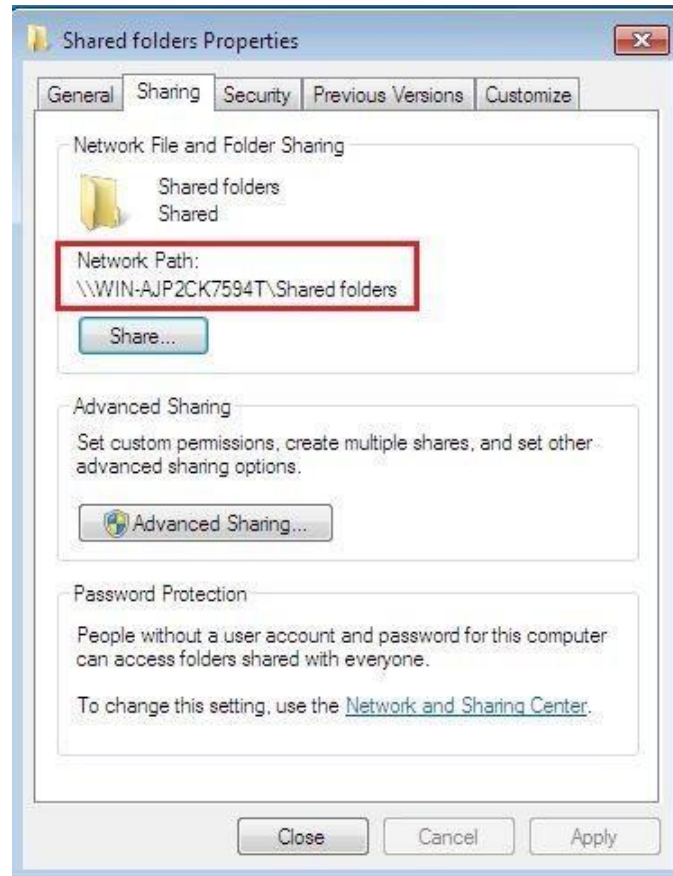 Shared folders Properties
General Sharing Security Previous Versions Customize
Network File and Folder Sharing
Shared folders
Shared
Network Path:
\\WIN-AJP2CK7594T\Shared folders
Share...
Advanced Sharing
Set custom permissions, create multiple shares, and set other
advanced sharing options.
Advanced Sharing...
Password Protection
People without a user account and password for this computer
can access folders shared with everyone.
To change this setting, use the Network and Sharing Center.
Close Cancel Apply